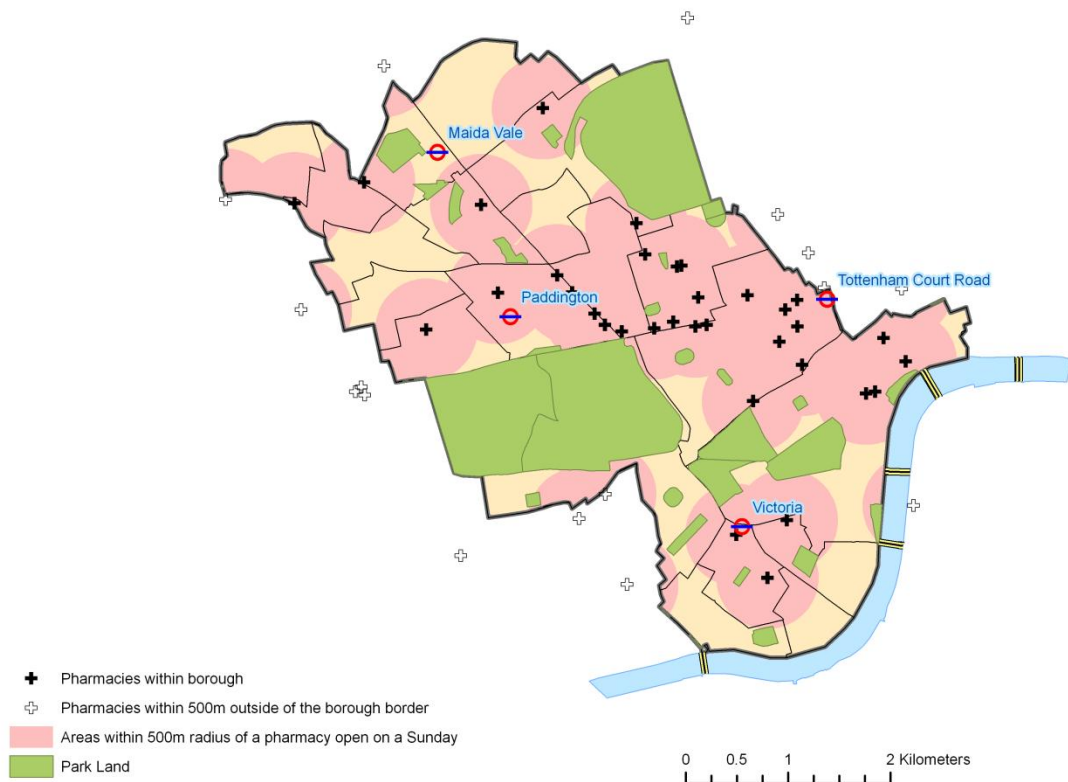 Maida Vale
Tottenham Court Road
Paddington
Victoria
Pharmacies within borough
Pharmacies within 500m outside of the borough border
Areas within 500m radius of a pharmacy open on a Sunday
Park Land
0 0.5 1 2 Kilometers